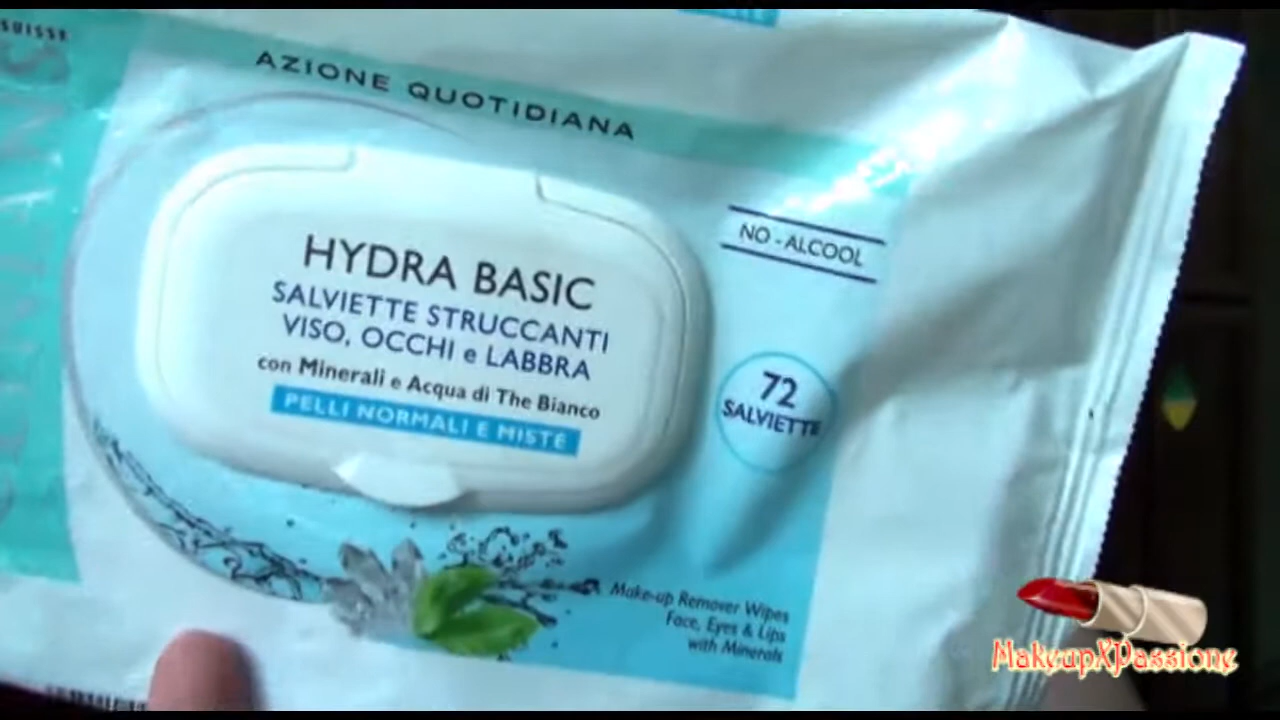 SUISSE
AZIONE QUOTIDIANA
NO-ALCOOL
HYDRA BASIC
SALVIETTE STRUCCANTI
VISO, OCCHI e LABBRA
con Minerali e Acqua di The Bianco
PELLI NORMALI E MISTE
72
SALVIETTE
Make-up Remover Wipes
Face, Eyes & Lips
with Minerals
MakeupXPassione